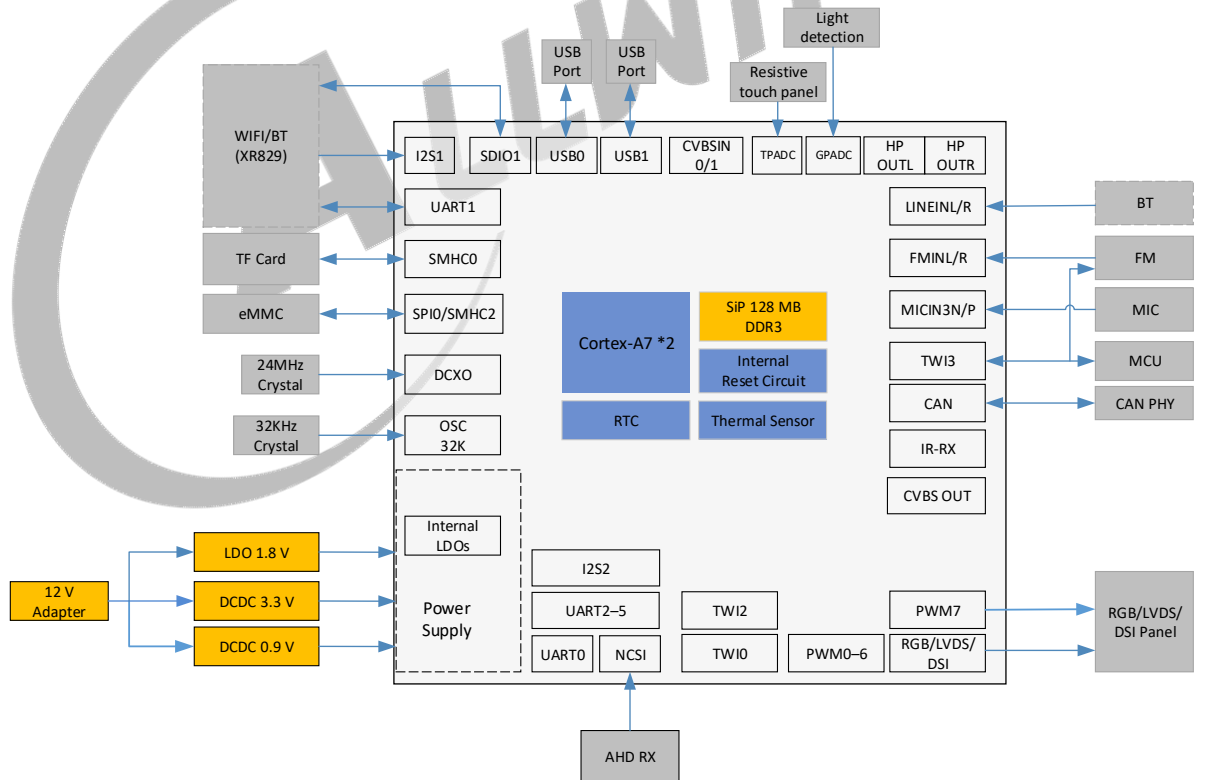 Light
detection
USB
Port
USB
Port
Resistive
touch panel
WIFI/BT
(XR829)
I2S1
SDIO1
USB0
USB1
CVBSIN
0/1
TPADC
GPADC
HP
OUTL
HP
OUTR
UART1
LINEINL/R
BT
TF Card
SMHC0
FMINL/R
FM
eMMC
SPI0/SMHC2
Cortex-A7 *2
SiP 128 MB
DDR3
MICIN3N/P
MIC
24MHz
Crystal
DCXO
Internal
Reset Circuit
TWI3
MCU
CAN
CAN PHY
32KHz
Crystal
OSC
32K
RTC
Thermal Sensor
IR-RX
CVBS OUT
Internal
LDOs
LDO 1.8 V
I2S2
12 V
Adapter
DCDC 3.3 V
Power
Supply
UART2–5
TWI2
PWM7
RGB/LVDS/
DSI Panel
DCDC 0.9 V
UART0
NCSI
TWI0
PWM0–6
RGB/LVDS/
DSI
AHD RX